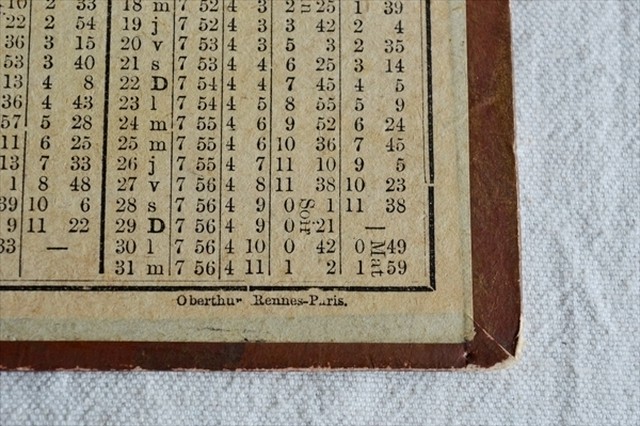 10 2 33 18 m 7 52 4 3 2 25 1 39
22 2 54 19 j 7 52 4 3 3 42 2 4
36 3 15 20 v 7 53 4 3 5 3 2 35
53 3 40 21 s 7 53 4 4 6 25 3 14
13 4 8 22 D 7 54 4 4 7 45 4 5
36 4 43 23 l 7 54 4 5 8 55 5 9
57 5 28 24 m 7 55 4 6 9 52 6 24
11 6 25 25 m 7 55 4 6 10 36 7 45
13 7 33 26 j 7 55 4 7 11 10 9 5
1 8 48 27 v 7 56 4 8 11 38 10 23
39 10 6 28 s 7 56 4 9 0 Soir 1 11 38
9 11 22 29 D 7 56 4 9 0 21 —
33 — 30 l 7 56 4 10 0 42 0 Mat 49
31 m 7 56 4 11 1 2 1 59
Oberthur Rennes-Paris.